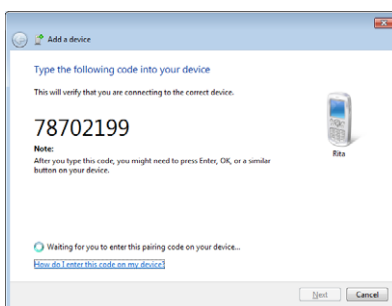 Add a device
Type the following code into your device
This will verify that you are connecting to the correct device.
78702199
Note:
After you type this code, you might need to press Enter, OK, or a similar
button on your device.
Rita
Waiting for you to enter this pairing code on your device...
How do I enter this code on my device?
Next
Cancel